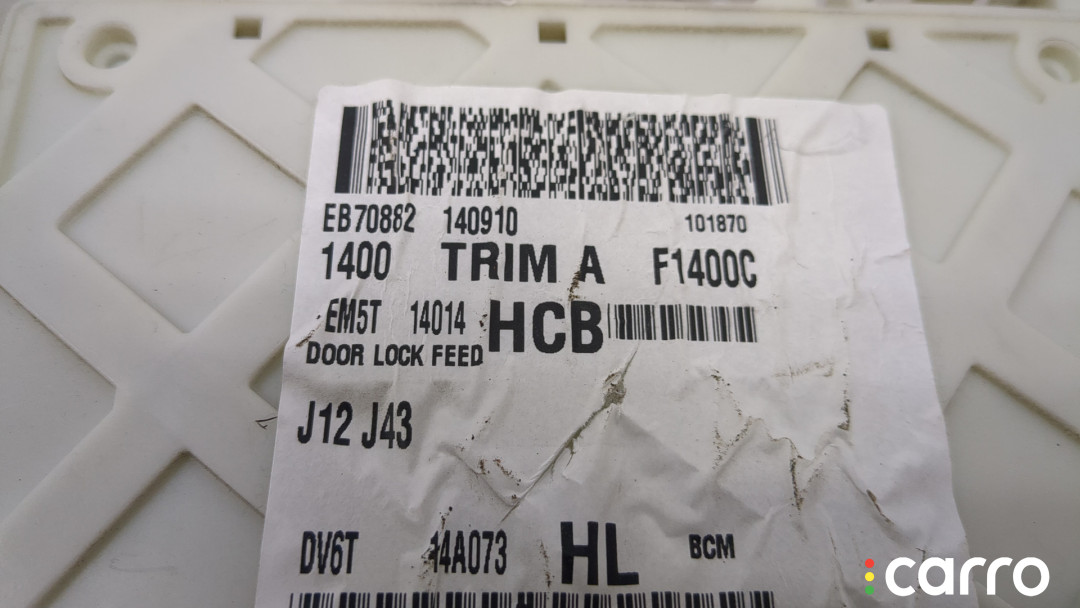 EB70882 140910 101870
1400 TRIM A F1400C
EM5T 14014 HCB
DOOR LOCK FEED
J12 J43
DV6T 14A073 HL BCM
carro